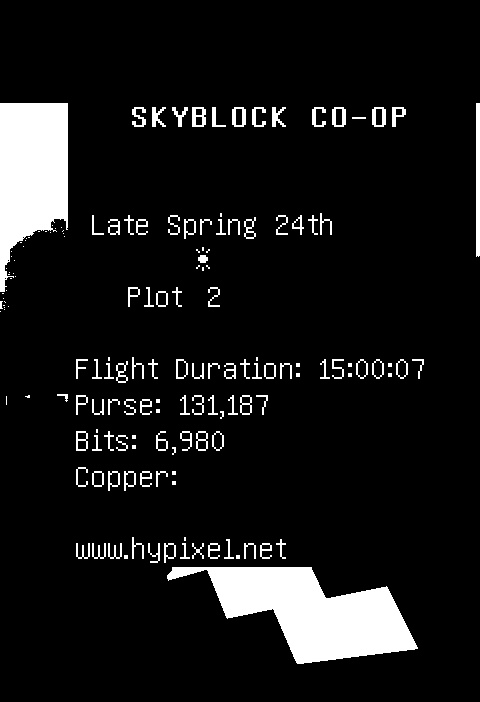 SKYBLOCK CO-OP
Late Spring 24th
Plot 2
Flight Duration: 15:00:07
Purse: 131,187
Bits: 6,980
Copper:
www.hypixel.net